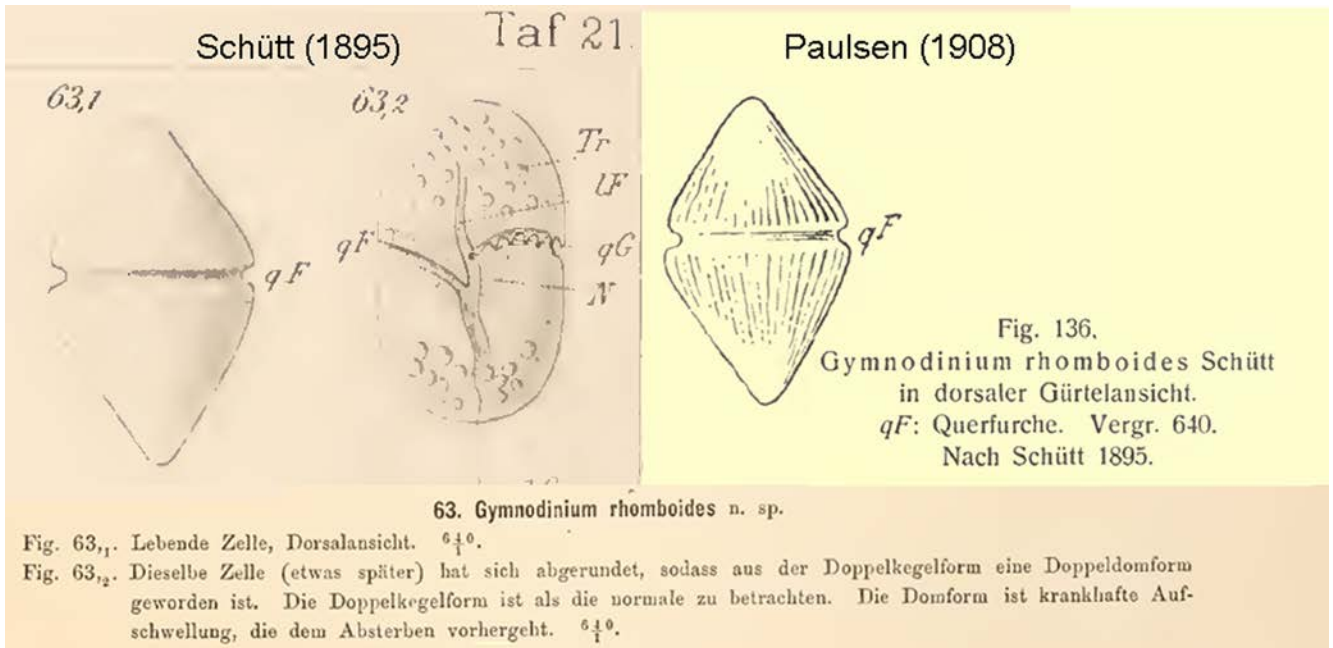 Schütt (1895)
Taf 21.
63,1
qF
63,2
Tr
lF
qF
qG
N
Paulsen (1908)
qF
Fig. 136.
Gymnodinium rhomboides Schütt
in dorsaler Gürtelansicht.
qF: Querfurche. Vergr. 640.
Nach Schütt 1895.
63. Gymnodinium rhomboides n. sp.
Fig. 63,₁. Lebende Zelle, Dorsalansicht. 640/1.
Fig. 63,₂. Dieselbe Zelle (etwas später) hat sich abgerundet, sodass aus der Doppelkegelform eine Doppeldomform
geworden ist. Die Doppelkegelform ist als die normale zu betrachten. Die Domform ist krankhafte Auf-
schwellung, die dem Absterben vorhergeht. 640/1.